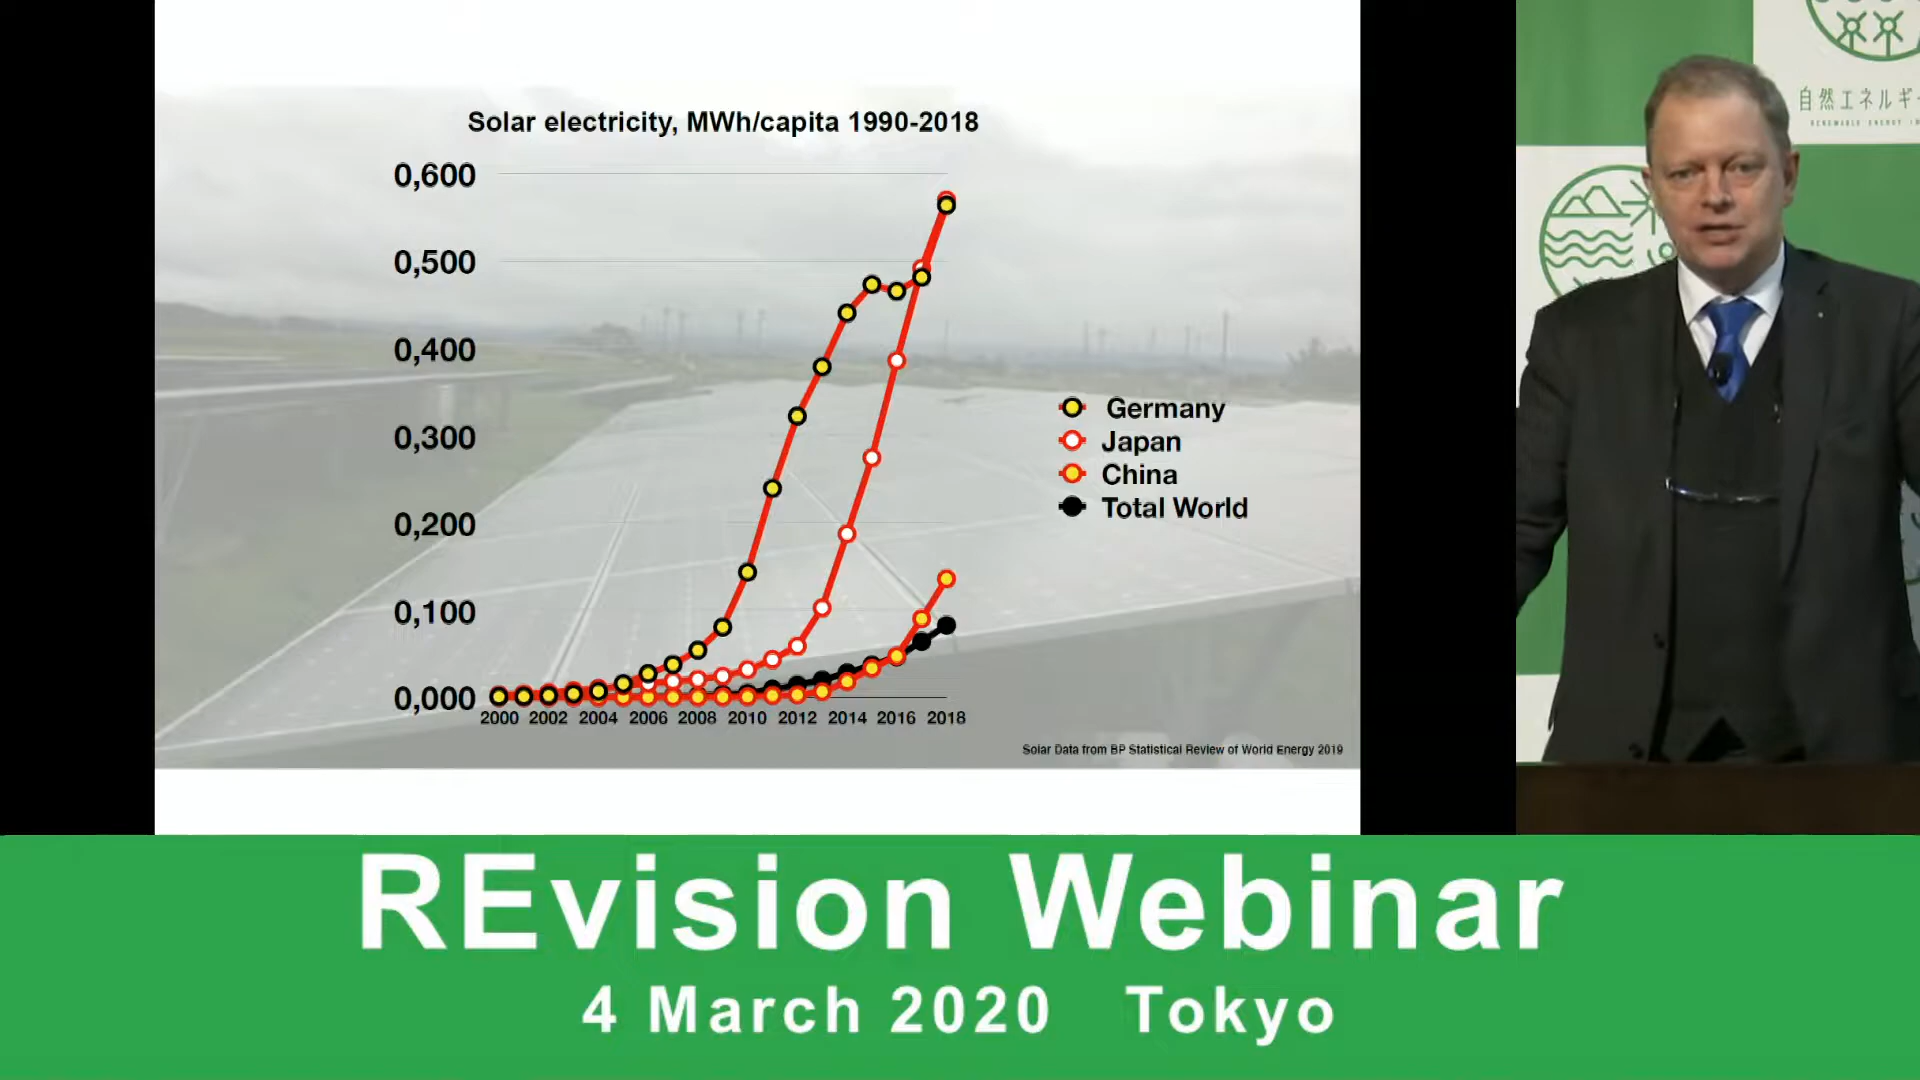 Solar electricity, MWh/capita 1990-2018
0,600
0,500
0,400
0,300
0,200
0,100
0,000
2000 2002 2004 2006 2008 2010 2012 2014 2016 2018
Germany
Japan
China
Total World
Solar Data from BP Statistical Review of World Energy 2019
自然エネルギー
RENEWABLE ENERGY
REvision Webinar
4 March 2020 Tokyo